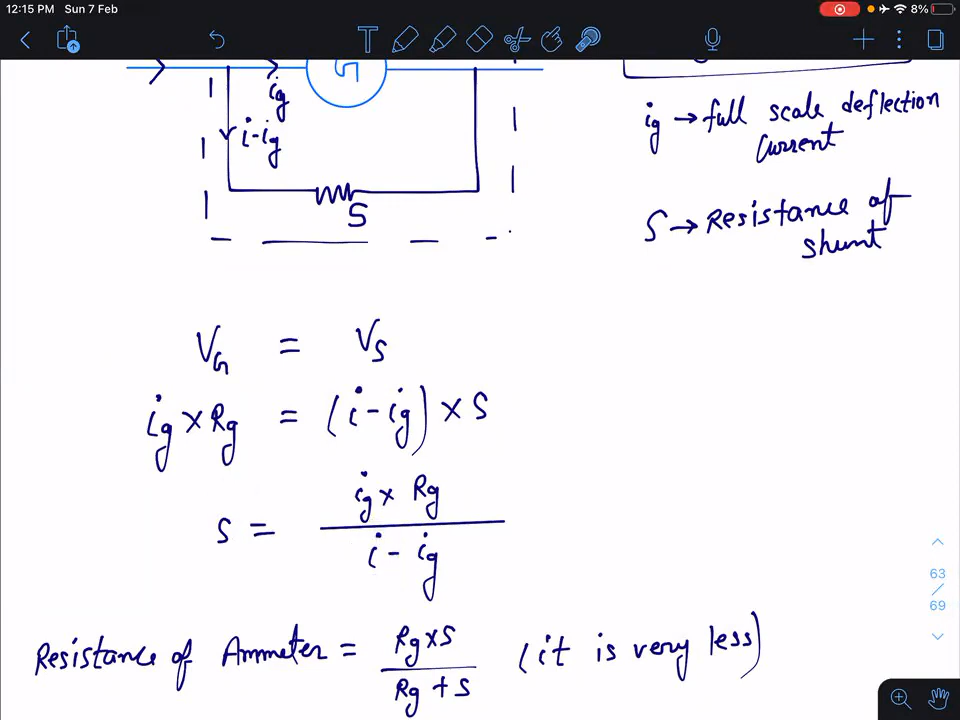 12:15 PM Sun 7 Feb
8%
G
ig
i-ig
S
ig → full scale deflection
current
S → Resistance of
shunt
VG = VS
ig × Rg = (i - ig) × S
S = ig × Rg
i - ig
63
/
69
Resistance of Ammeter = Rg × S (it is very less)
Rg + S